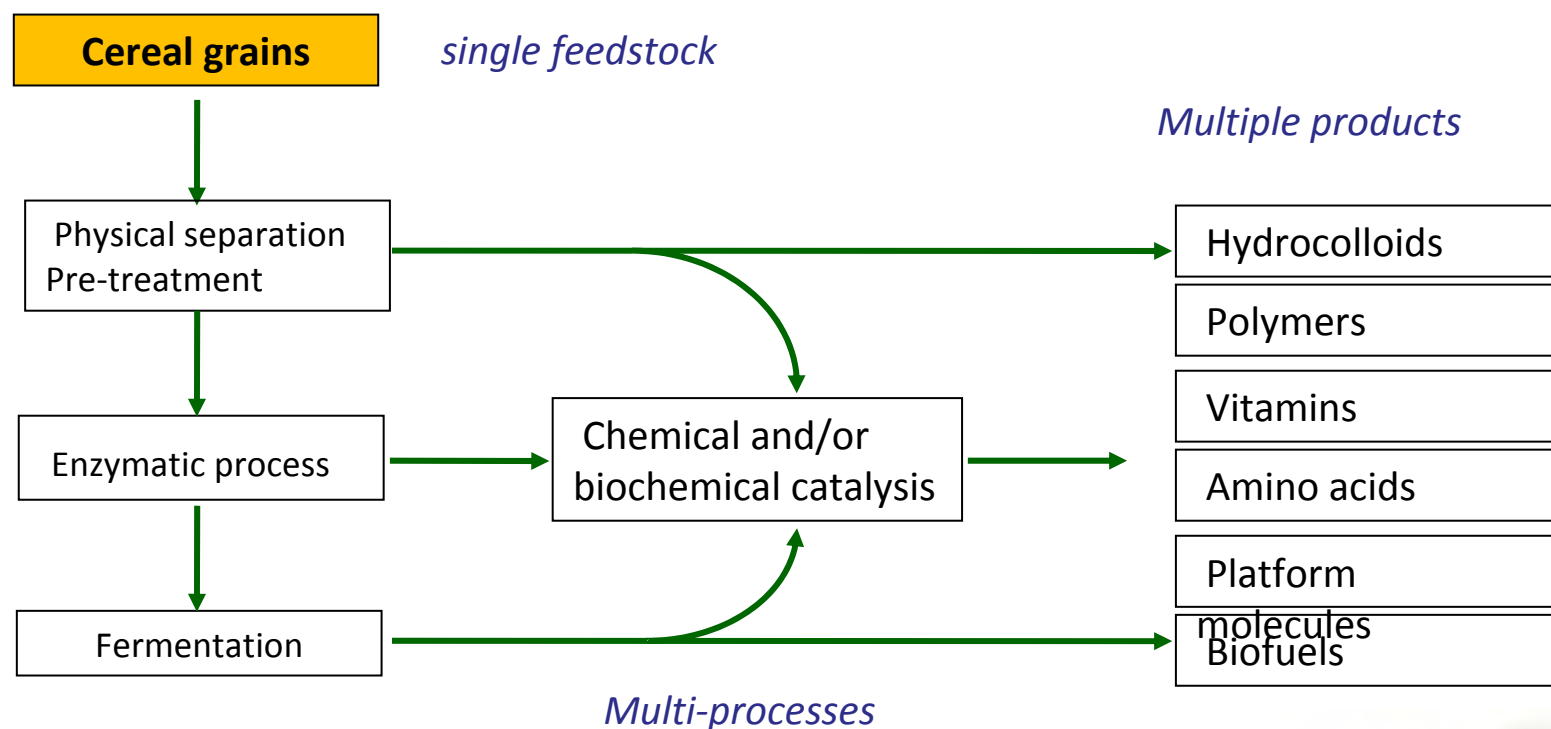 Cereal grains
single feedstock
Multiple products
Physical separation
Pre-treatment
Hydrocolloids
Polymers
Vitamins
Enzymatic process
Chemical and/or
biochemical catalysis
Amino acids
Platform
molecules
Fermentation
Biofuels
Multi-processes